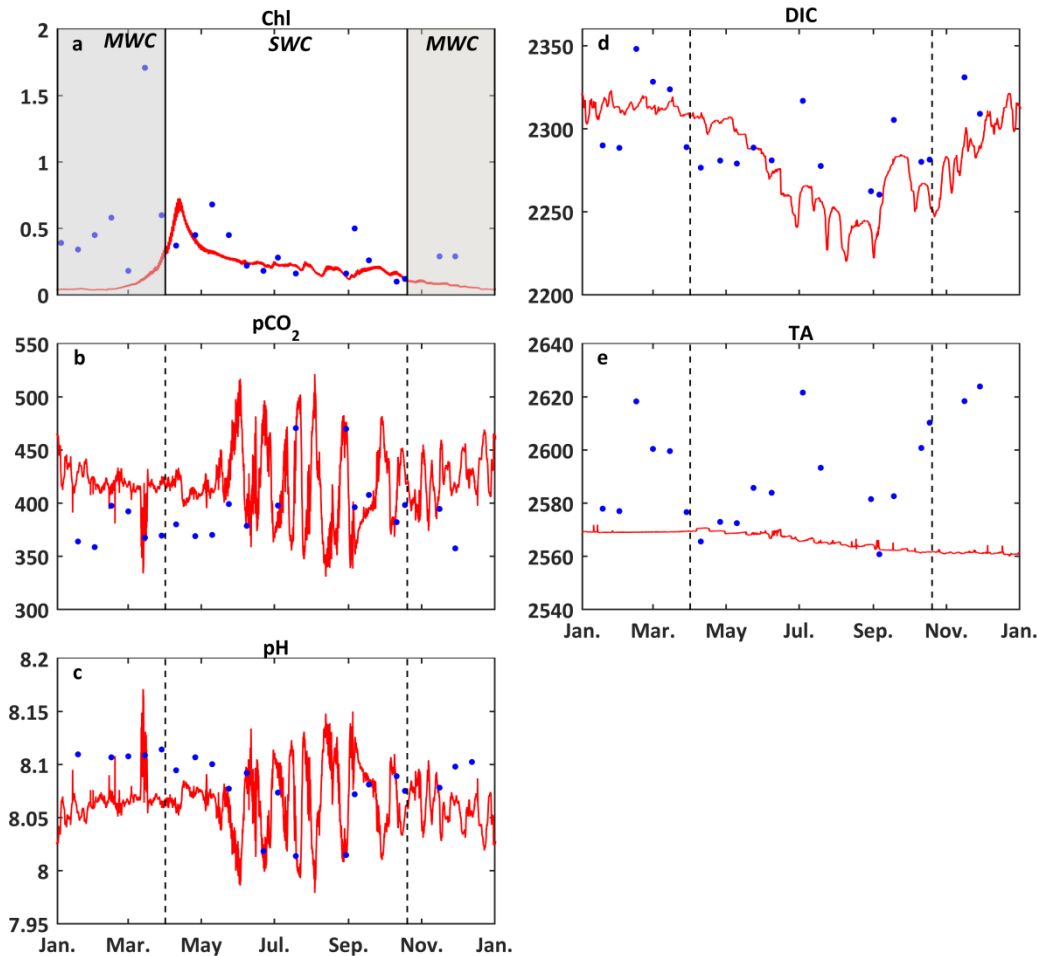 Chl
a
MWC
SWC
MWC
2
1.5
1
0.5
0
pCO₂
b
550
500
450
400
350
300
pH
c
8.2
8.15
8.1
8.05
8
7.95
Jan. Mar. May Jul. Sep. Nov. Jan.
DIC
d
2350
2300
2250
2200
TA
e
2640
2620
2600
2580
2560
2540
Jan. Mar. May Jul. Sep. Nov. Jan.